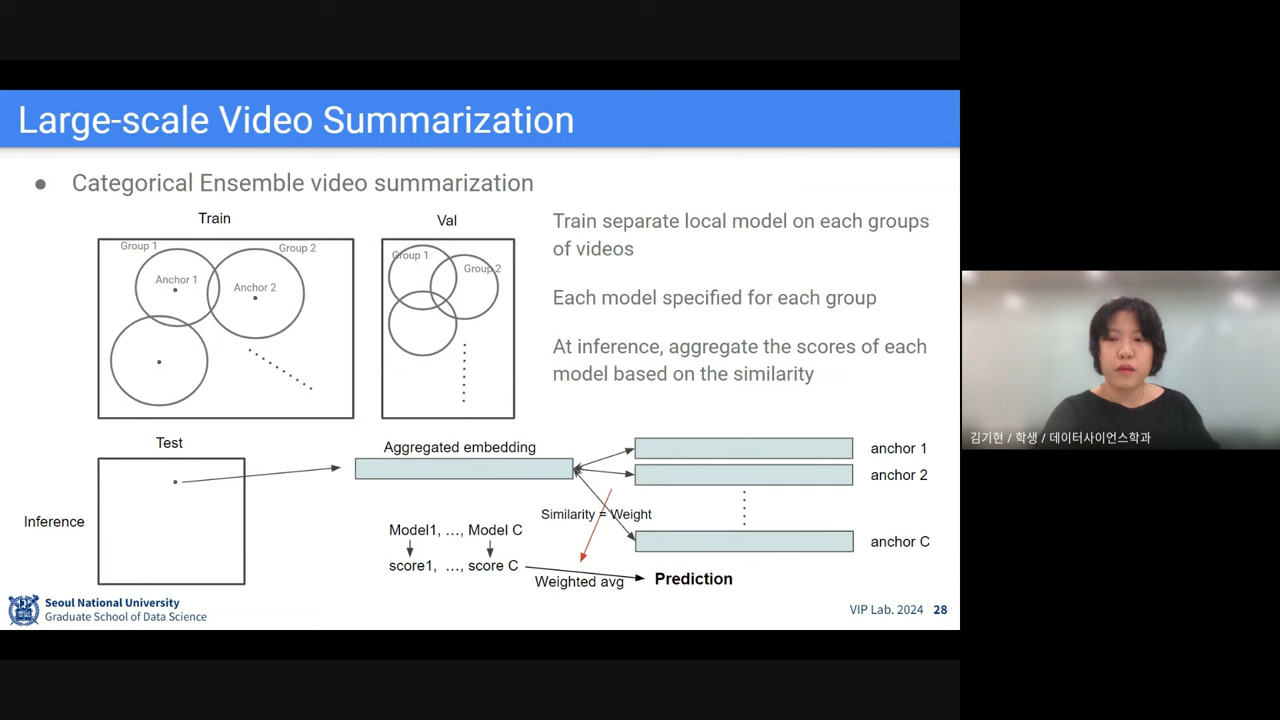 Large-scale Video Summarization
● Categorical Ensemble video summarization
Train
Group 1
Group 2
Anchor 1
Anchor 2
Val
Group 1
Group 2
Train separate local model on each groups
of videos
Each model specified for each group
At inference, aggregate the scores of each
model based on the similarity
Test
Inference
Aggregated embedding
anchor 1
anchor 2
anchor C
Similarity = Weight
Model1, ..., Model C
score1, ..., score C
Weighted avg
Prediction
Seoul National University
Graduate School of Data Science
VIP Lab. 2024 28
김기현 / 학생 / 데이터사이언스학과